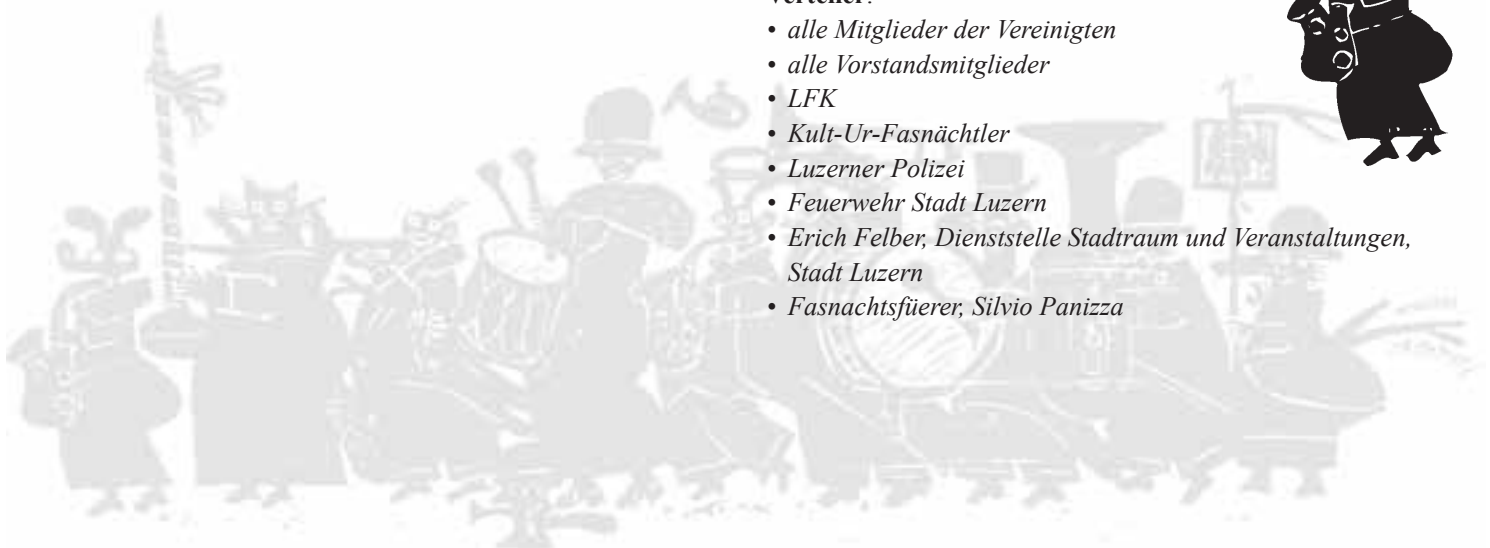 Verteiler:
• alle Mitglieder der Vereinigten
• alle Vorstandsmitglieder
• LFK
• Kult-Ur-Fasnächtler
• Luzerner Polizei
• Feuerwehr Stadt Luzern
• Erich Felber, Dienststelle Stadtraum und Veranstaltungen,
Stadt Luzern
• Fasnachtsfüerer, Silvio Panizza